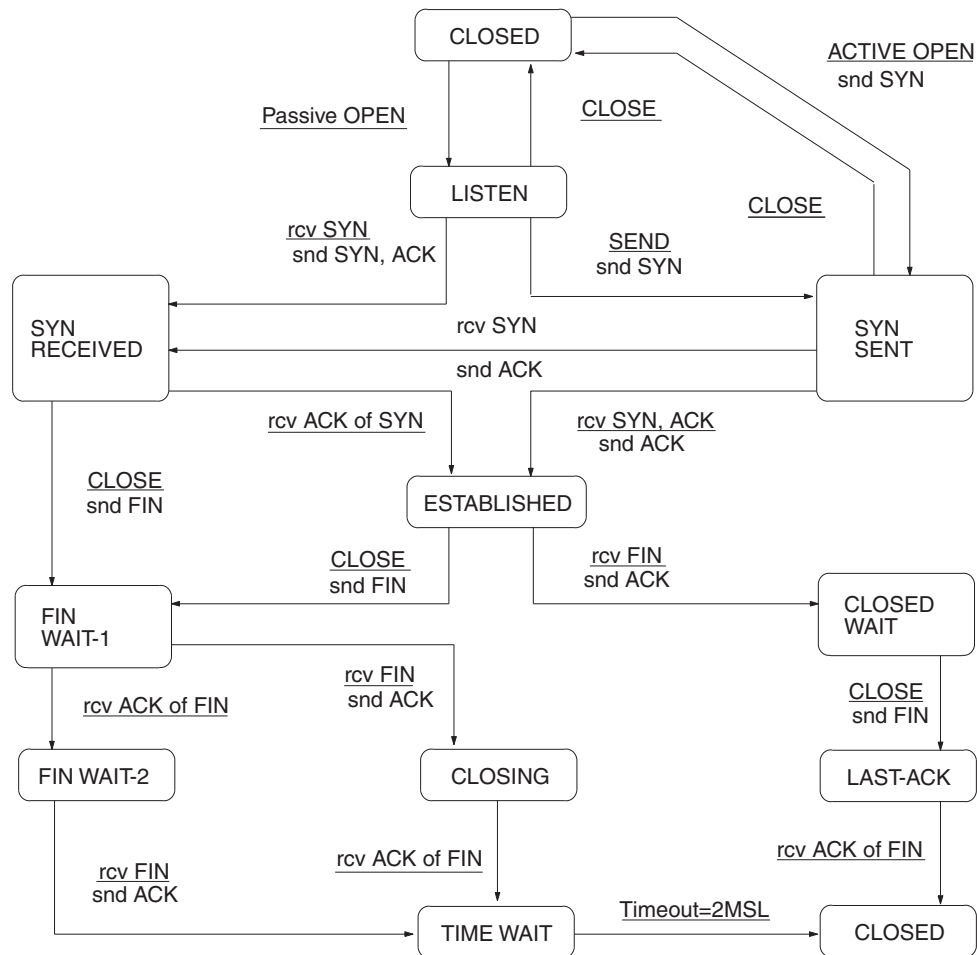 CLOSED
ACTIVE OPEN
snd SYN
Passive OPEN
CLOSE
LISTEN
CLOSE
rcv SYN
snd SYN, ACK
SEND
snd SYN
SYN
RECEIVED
rcv SYN
SYN
SENT
snd ACK
rcv ACK of SYN
rcv SYN, ACK
snd ACK
CLOSE
snd FIN
ESTABLISHED
CLOSE
snd FIN
rcv FIN
snd ACK
FIN
WAIT-1
CLOSED
WAIT
rcv ACK of FIN
rcv FIN
snd ACK
CLOSE
snd FIN
FIN WAIT-2
CLOSING
LAST-ACK
rcv FIN
snd ACK
rcv ACK of FIN
rcv ACK of FIN
TIME WAIT
Timeout=2MSL
CLOSED